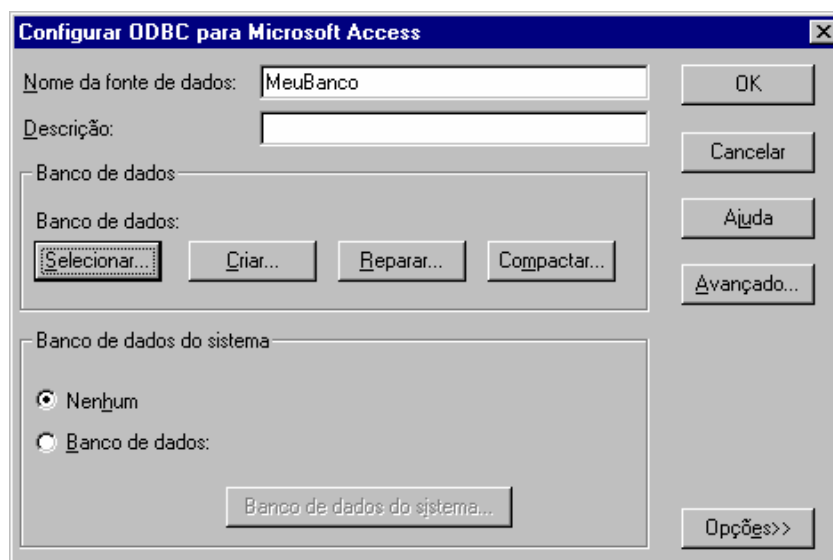 Configurar ODBC para Microsoft Access
Nome da fonte de dados: MeuBanco
OK
Descrição:
Cancelar
Banco de dados
Banco de dados:
Ajuda
Selecionar... Criar... Reparar... Compactar...
Avançado...
Banco de dados do sistema
Nenhum
Banco de dados:
Banco de dados do sistema...
Opções>>